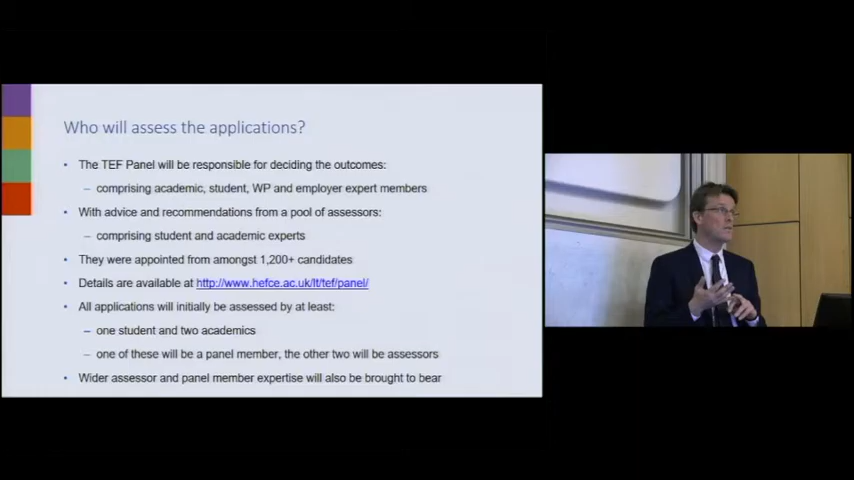 Who will assess the applications?
• The TEF Panel will be responsible for deciding the outcomes:
– comprising academic, student, WP and employer expert members
• With advice and recommendations from a pool of assessors:
– comprising student and academic experts
• They were appointed from amongst 1,200+ candidates
• Details are available at http://www.hefce.ac.uk/lt/tef/panel/
• All applications will initially be assessed by at least:
– one student and two academics
– one of these will be a panel member, the other two will be assessors
• Wider assessor and panel member expertise will also be brought to bear